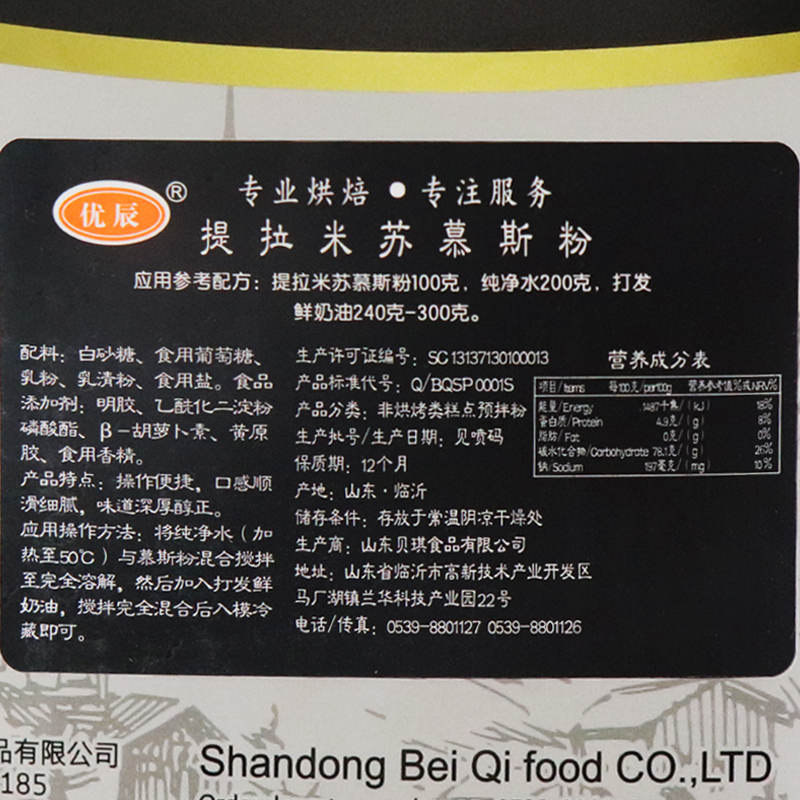 优辰®
专业烘焙●专注服务
提拉米苏慕斯粉
应用参考配方：提拉米苏慕斯粉100克，纯净水200克，打发
鲜奶油240克-300克。
配料：白砂糖、食用葡萄糖、
乳粉、乳清粉、食用盐。食品
添加剂：明胶、乙酰化二淀粉
磷酸酯、β-胡萝卜素、黄原
胶、食用香精。
产品特点：操作便捷，口感顺
滑细腻，味道深厚醇正。
应用操作方法：将纯净水（加
热至50℃）与慕斯粉混合搅拌
至完全溶解，然后加入打发鲜
奶油，搅拌完全混合后入模冷
藏即可。
生产许可证编号：SC13137130100013
产品标准代号：Q/BQSP 0001S
产品分类：非烘烤类糕点预拌粉
生产批号/生产日期：见喷码
保质期：12个月
产地：山东·临沂
储存条件：存放于常温阴凉干燥处
生产商：山东贝琪食品有限公司
地址：山东省临沂市高新技术产业开发区
马厂湖镇兰华科技产业园22号
电话/传真：0539-8801127 0539-8801126
营养成分表
项目/Items 每100克/per100g 营养参考值%或NRV%
能量/Energy 1487千焦/(kJ) 18%
蛋白质/Protein 4.9克/(g) 8%
脂肪/Fat 0克/(g) 0%
碳水化合物/Carbohydrate 78.1克/(g) 26%
钠/Sodium 197毫克/(mg) 10%
品有限公司
185
Shandong Bei Qi food CO.,LTD